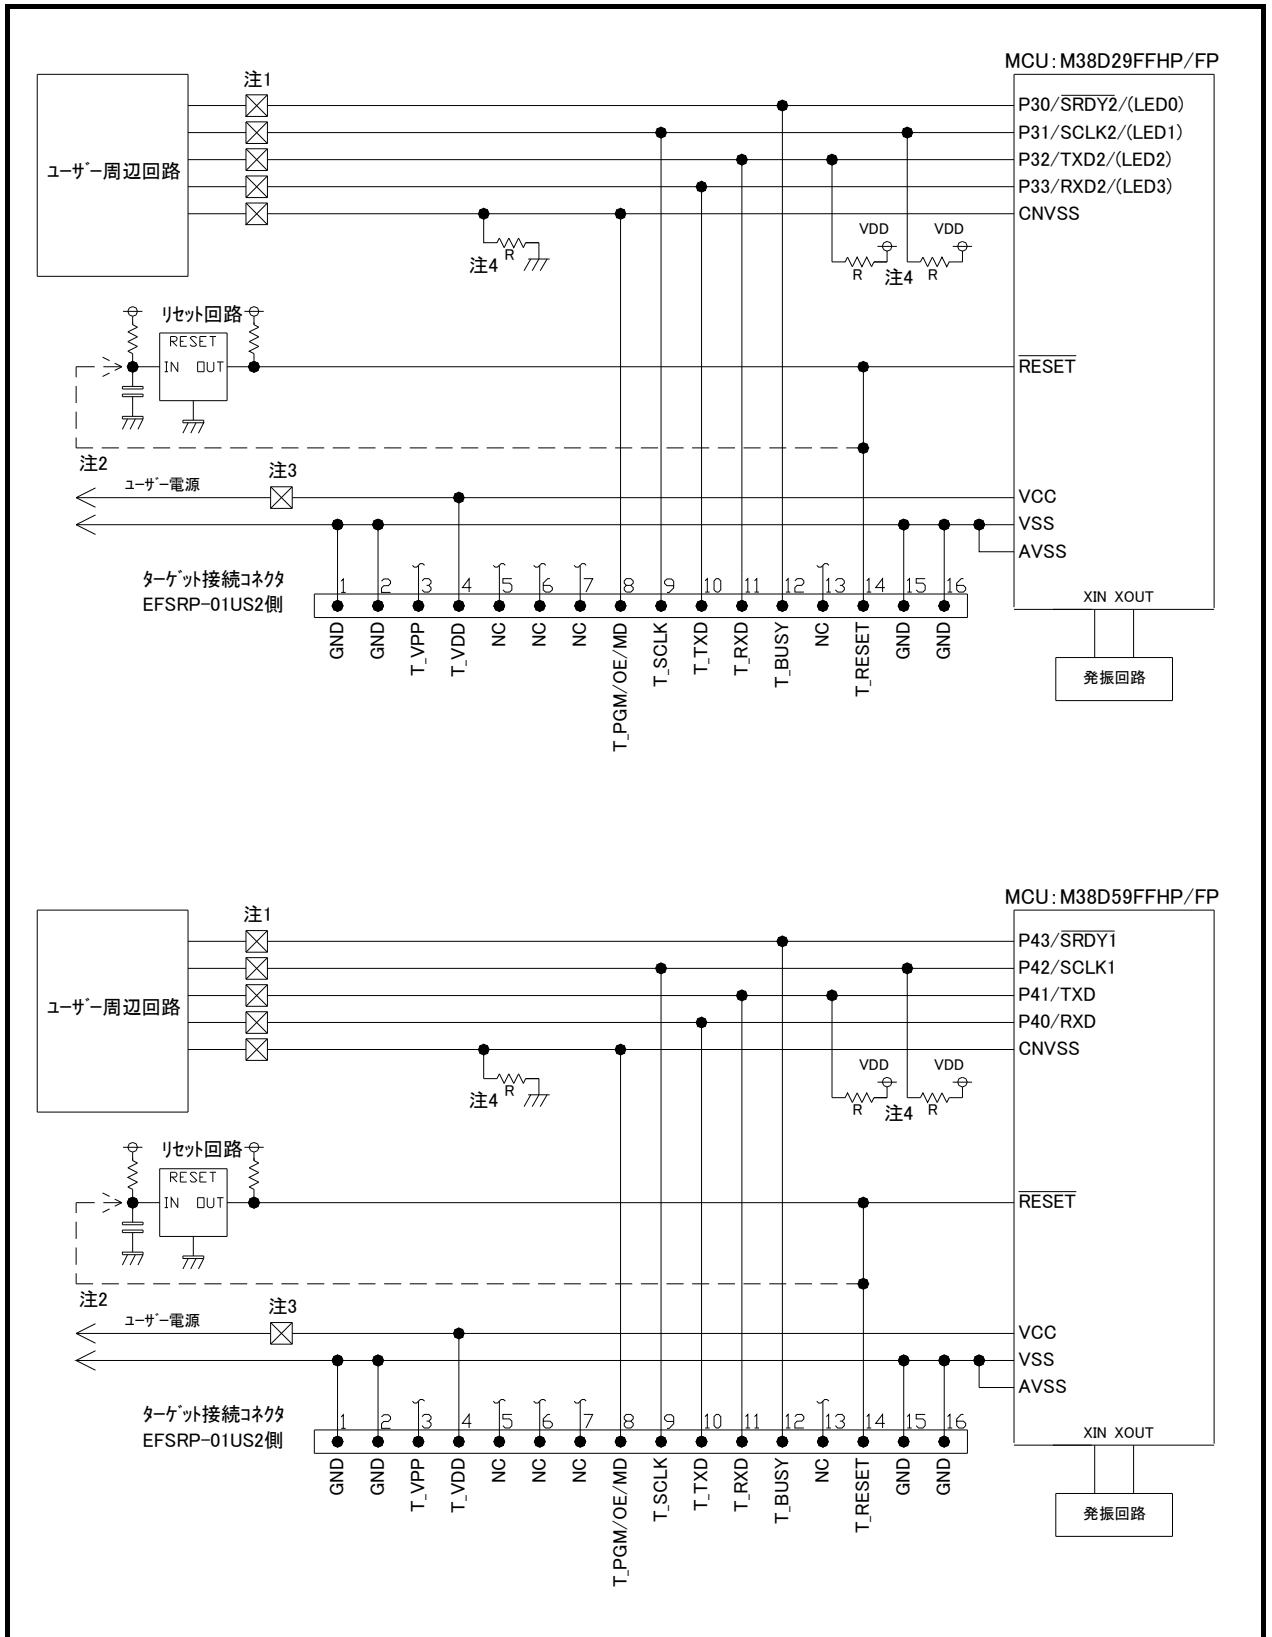 MCU:M38D29FFHP/FP
注1
P30/SRDY2/(LED0)
P31/SCLK2/(LED1)
P32/TXD2/(LED2)
P33/RXD2/(LED3)
CNVSS
ユーザー周辺回路
VDD VDD
注4 R
R 注4 R
リセット回路
RESET
IN OUT
RESET
注2
ユーザー電源
注3
VCC
VSS
AVSS
ターゲット接続コネクタ
EFSRP-01US2側
1 2 3 4 5 6 7 8 9 10 11 12 13 14 15 16
GND
GND
T_VPP
T_VDD
NC
NC
NC
T_PGM/OE/MD
T_SCLK
T_TXD
T_RXD
T_BUSY
NC
T_RESET
GND
GND
XIN XOUT
発振回路
MCU:M38D59FFHP/FP
注1
P43/SRDY1
P42/SCLK1
P41/TXD
P40/RXD
CNVSS
ユーザー周辺回路
VDD VDD
注4 R
R 注4 R
リセット回路
RESET
IN OUT
RESET
注2
ユーザー電源
注3
VCC
VSS
AVSS
ターゲット接続コネクタ
EFSRP-01US2側
1 2 3 4 5 6 7 8 9 10 11 12 13 14 15 16
GND
GND
T_VPP
T_VDD
NC
NC
NC
T_PGM/OE/MD
T_SCLK
T_TXD
T_RXD
T_BUSY
NC
T_RESET
GND
GND
XIN XOUT
発振回路